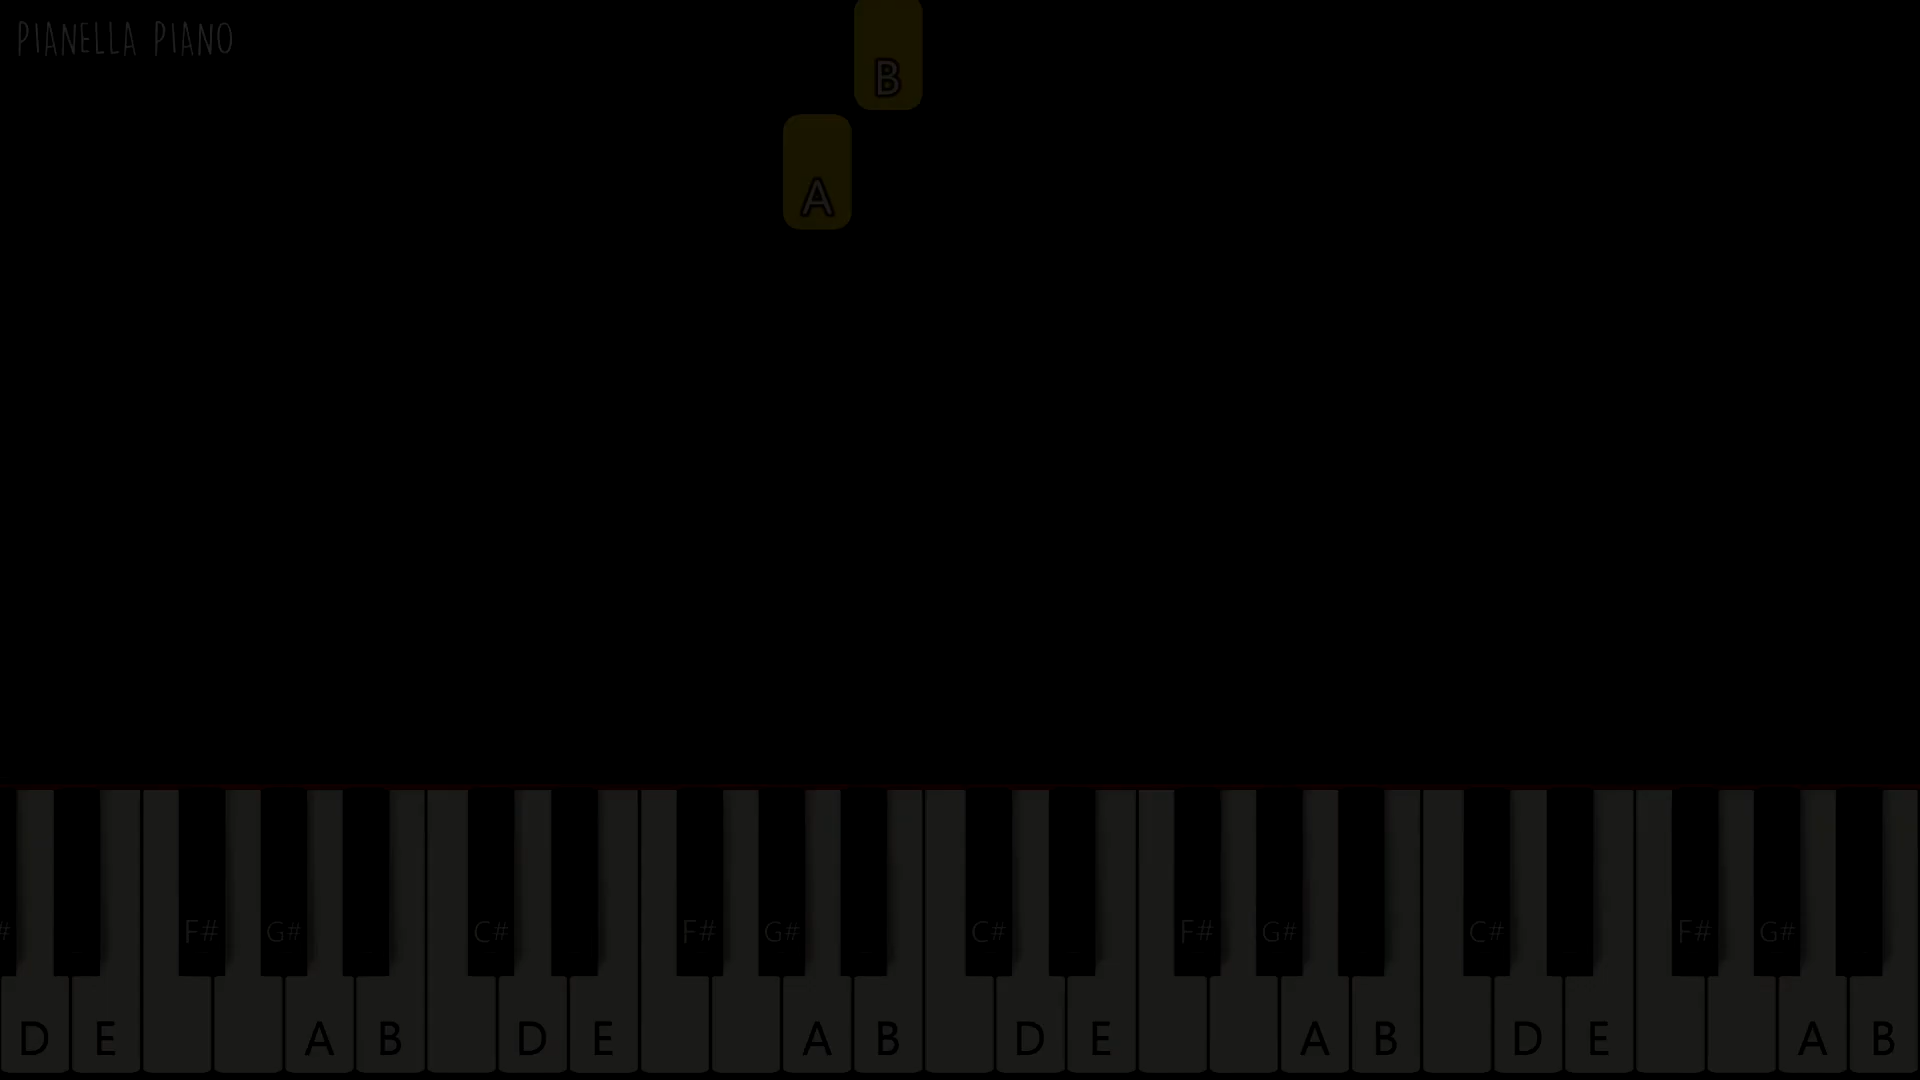 PIANELLA PIANO
B
A
# F# G# C# F# G# C# F# G# C# F# G#
D E A B D E A B D E A B D E A B